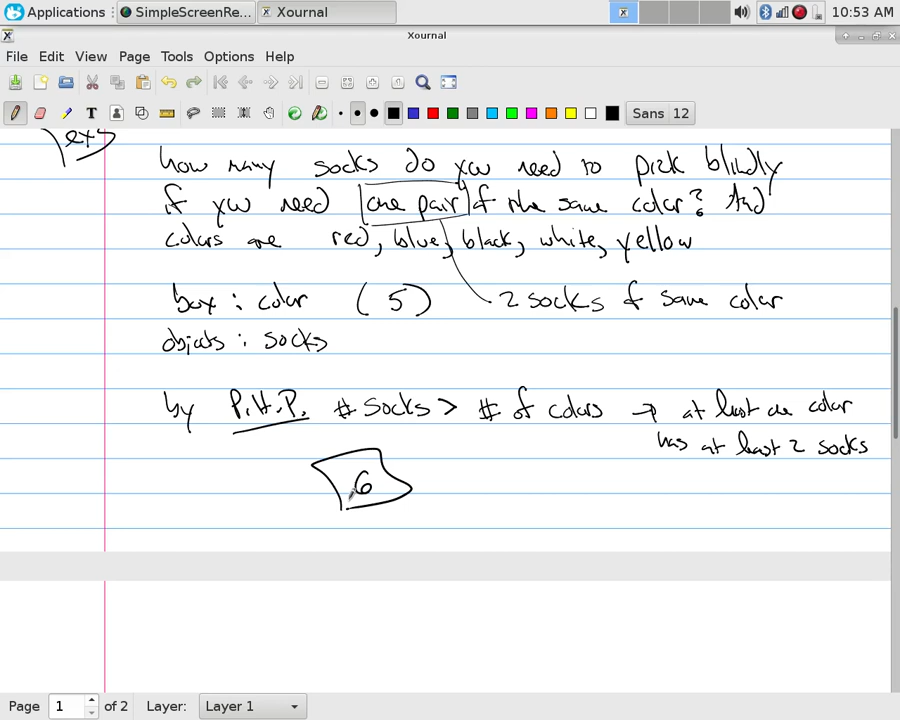 Applications SimpleScreenRe... Xournal 10:53 AM
Xournal
File Edit View Page Tools Options Help
Sans 12
ex)
how many socks do you need to pick blindly
if you need one pair of the same color? And
colors are red, blue, black, white, yellow
box : color (5) 2 socks of same color
objects : socks
by P.H.P. # socks > # of colors → at least one color
has at least 2 socks
6
Page 1 of 2 Layer: Layer 1